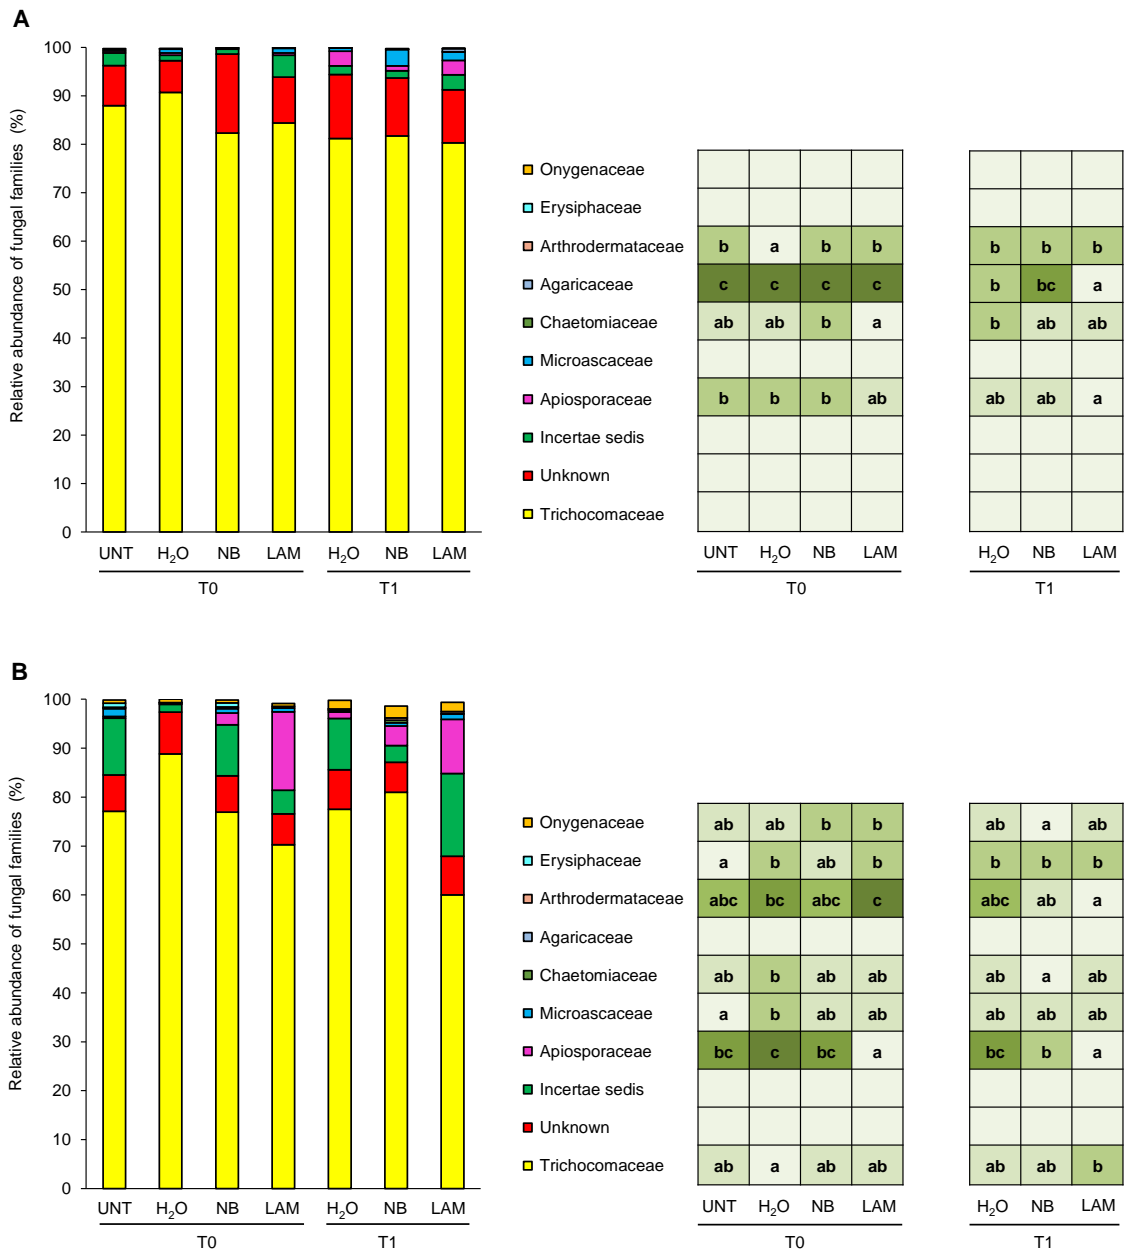 A
Relative abundance of fungal families (%)
100
90
80
70
60
50
40
30
20
10
0
UNT H₂O NB LAM H₂O NB LAM
T0 T1
Onygenaceae
Erysiphaceae
Arthrodermataceae b a b b b b b
Agaricaceae c c c c b bc a
Chaetomiaceae ab ab b a b ab ab
Microascaceae
Apiosporaceae b b b ab ab ab a
Incertae sedis
Unknown
Trichocomaceae
UNT H₂O NB LAM H₂O NB LAM
T0 T1
B
Relative abundance of fungal families (%)
100
90
80
70
60
50
40
30
20
10
0
UNT H₂O NB LAM H₂O NB LAM
T0 T1
Onygenaceae ab ab b b ab a ab
Erysiphaceae a b ab b b b b
Arthrodermataceae abc bc abc c abc ab a
Agaricaceae
Chaetomiaceae ab b ab ab ab a ab
Microascaceae a b ab ab ab ab ab
Apiosporaceae bc c bc a bc b a
Incertae sedis
Unknown
Trichocomaceae ab a ab ab ab ab b
UNT H₂O NB LAM H₂O NB LAM
T0 T1